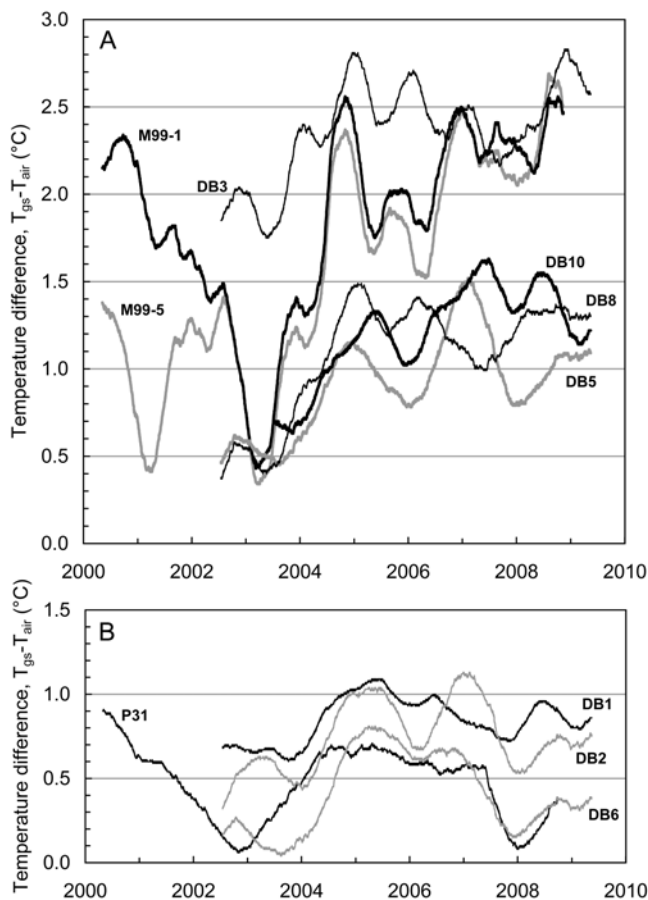 A
3.0
2.5
2.0
1.5
1.0
0.5
0.0
Temperature difference, Tgs-Tair (°C)
M99-1
DB3
M99-5
DB10
DB8
DB5
2000 2002 2004 2006 2008 2010
B
1.5
1.0
0.5
0.0
Temperature difference, Tgs-Tair (°C)
P31
DB1
DB2
DB6
2000 2002 2004 2006 2008 2010